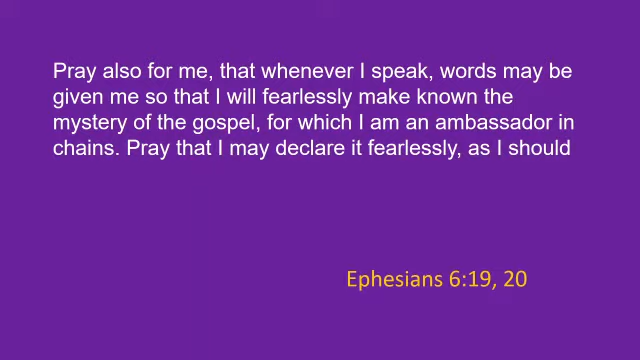 Pray also for me, that whenever I speak, words may be
given me so that I will fearlessly make known the
mystery of the gospel, for which I am an ambassador in
chains. Pray that I may declare it fearlessly, as I should
Ephesians 6:19, 20